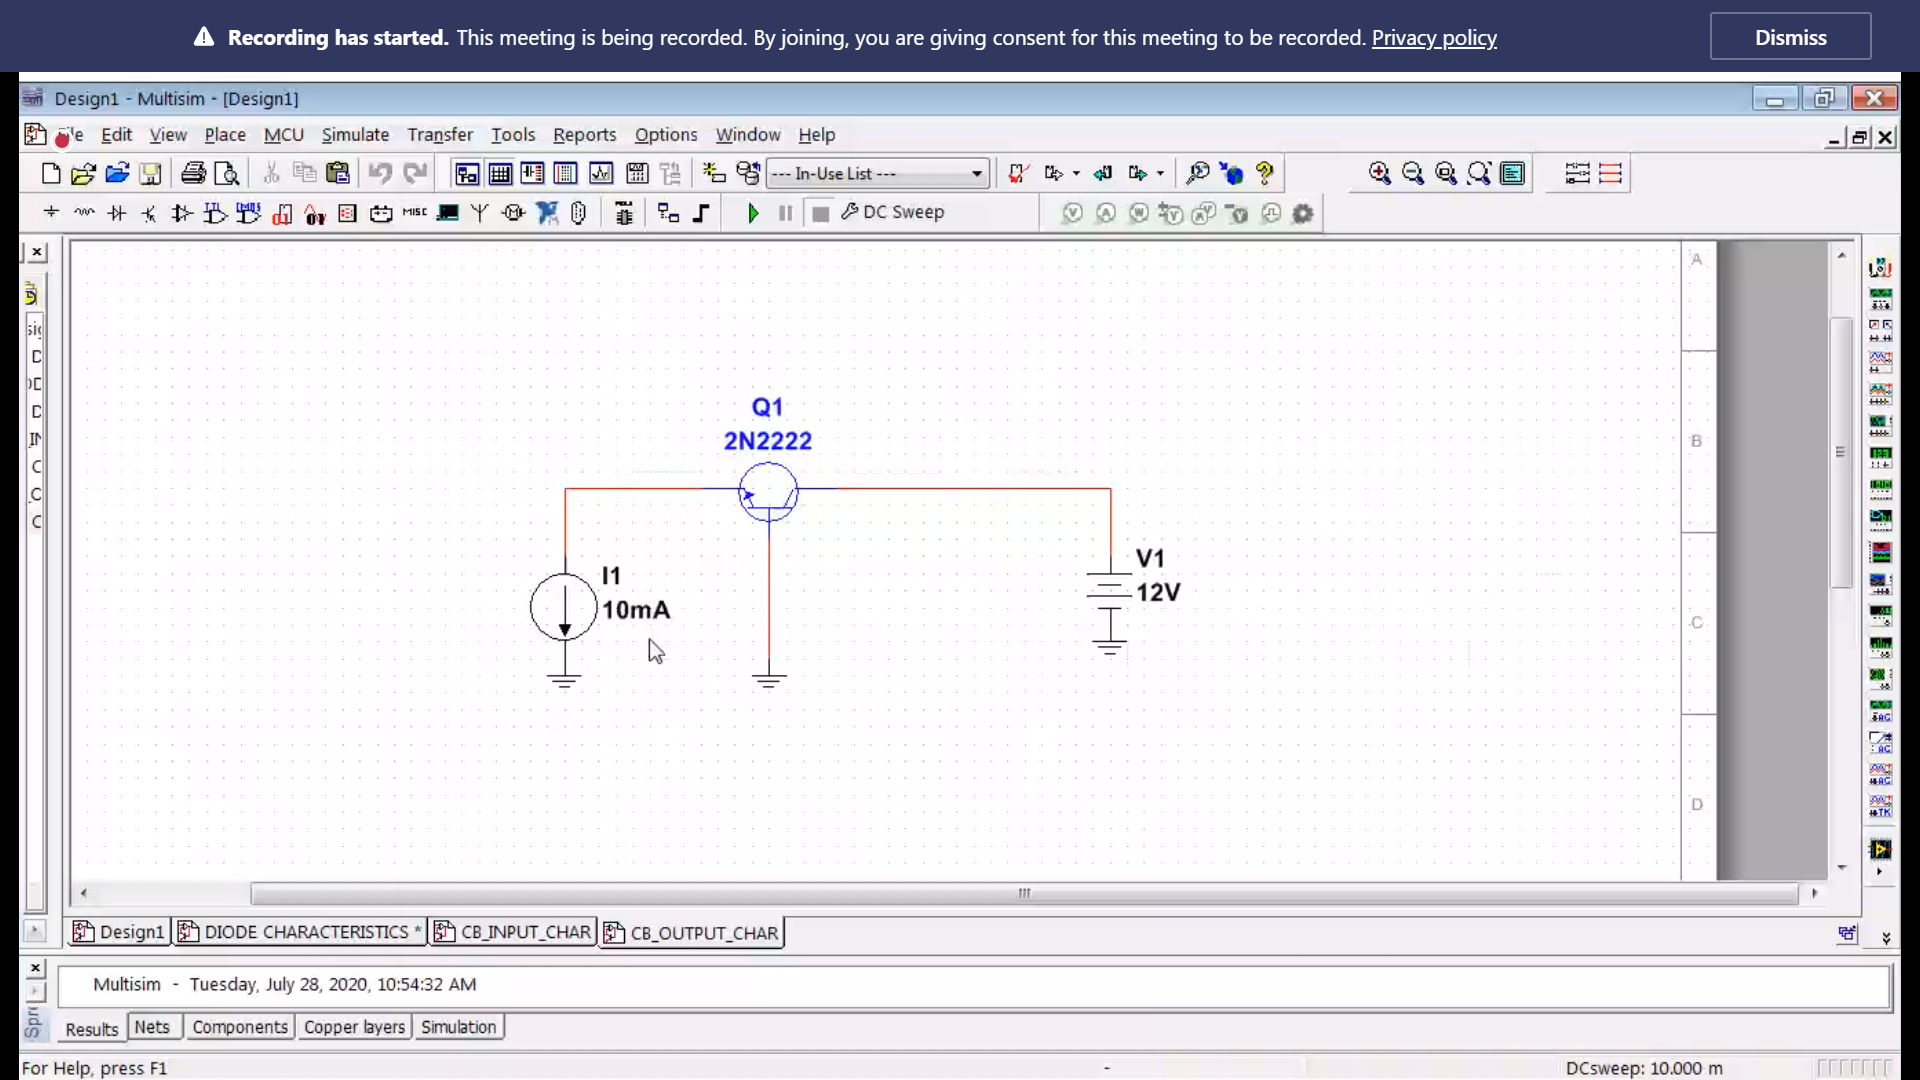 Recording has started. This meeting is being recorded. By joining, you are giving consent for this meeting to be recorded. Privacy policy
Dismiss
Design1 - Multisim - [Design1]
Edit View Place MCU Simulate Transfer Tools Reports Options Window Help
--- In-Use List ---
MISC
DC Sweep
A
Q1
2N2222
B
V1
12V
I1
10mA
C
D
Design1
DIODE CHARACTERISTICS *
CB_INPUT_CHAR
CB_OUTPUT_CHAR
Multisim - Tuesday, July 28, 2020, 10:54:32 AM
Results Nets Components Copper layers Simulation
For Help, press F1
-
DCsweep: 10.000 m